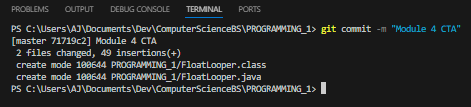 PROBLEMS
OUTPUT
DEBUG CONSOLE
TERMINAL
PORTS
PS C:\Users\AJ\Documents\Dev\ComputerScienceBS\PROGRAMMING_1> git commit -m "Module 4 CTA"
[master 71719c2] Module 4 CTA
 2 files changed, 49 insertions(+)
 create mode 100644 PROGRAMMING_1/FloatLooper.class
 create mode 100644 PROGRAMMING_1/FloatLooper.java
PS C:\Users\AJ\Documents\Dev\ComputerScienceBS\PROGRAMMING_1>